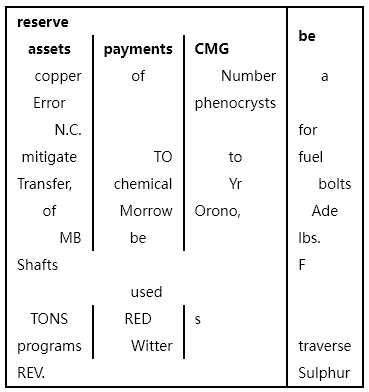 reserve be
assets payments CMG
copper of Number a
Error phenocrysts
N.C. for
mitigate TO to fuel
Transfer, chemical Yr bolts
of Morrow Orono, Ade
MB be lbs.
Shafts F
used
TONS RED s
programs Witter traverse
REV. Sulphur